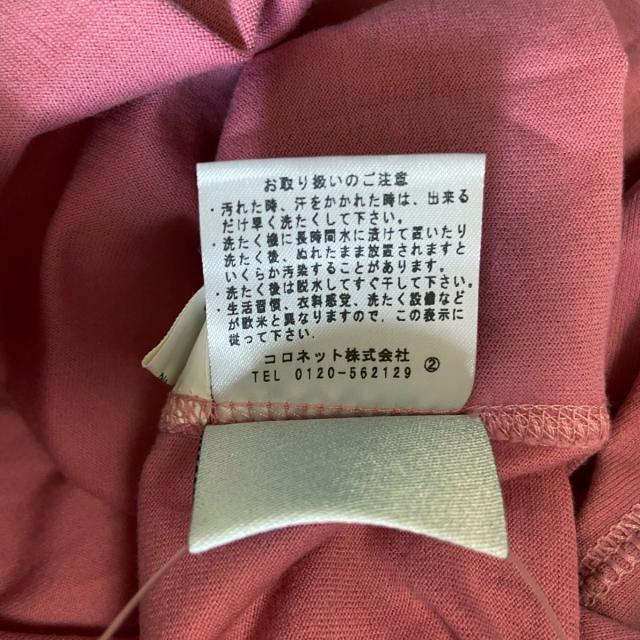 お取り扱いのご注意
・汚れた時、汗をかかれた時は、出来る
だけ早く洗たくして下さい。
・洗たく機に長時間水に漬けて置いたり
洗たく後、ぬれたまま放置されますと
いくらか汚染することがあります。
・洗たく後は脱水してすぐ干して下さい。
・生活習慣、衣料感覚、洗たく設備など
が欧米と異なりますので、この表示に
従って下さい.
コロネット株式会社
TEL 0120-562129 ②